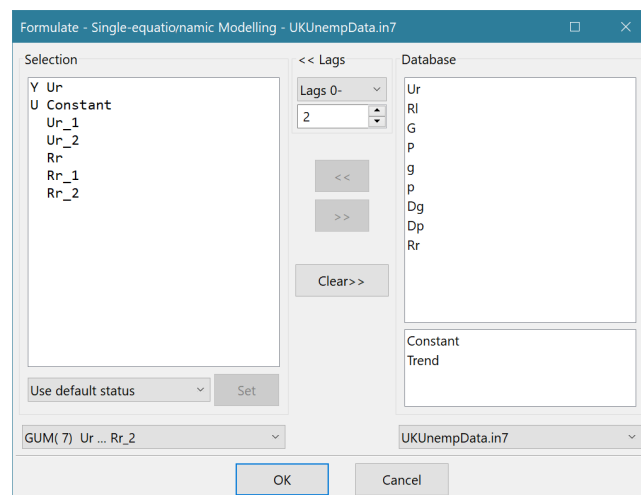 Formulate - Single-equatio/namic Modelling - UKUnempData.in7
Selection
Y Ur
U Constant
Ur_1
Ur_2
Rr
Rr_1
Rr_2
Use default status
Set
GUM( 7) Ur ... Rr_2
<< Lags
Lags 0-
2
<<
>>
Clear>>
Database
Ur
Rl
G
P
g
p
Dg
Dp
Rr
Constant
Trend
UKUnempData.in7
OK
Cancel